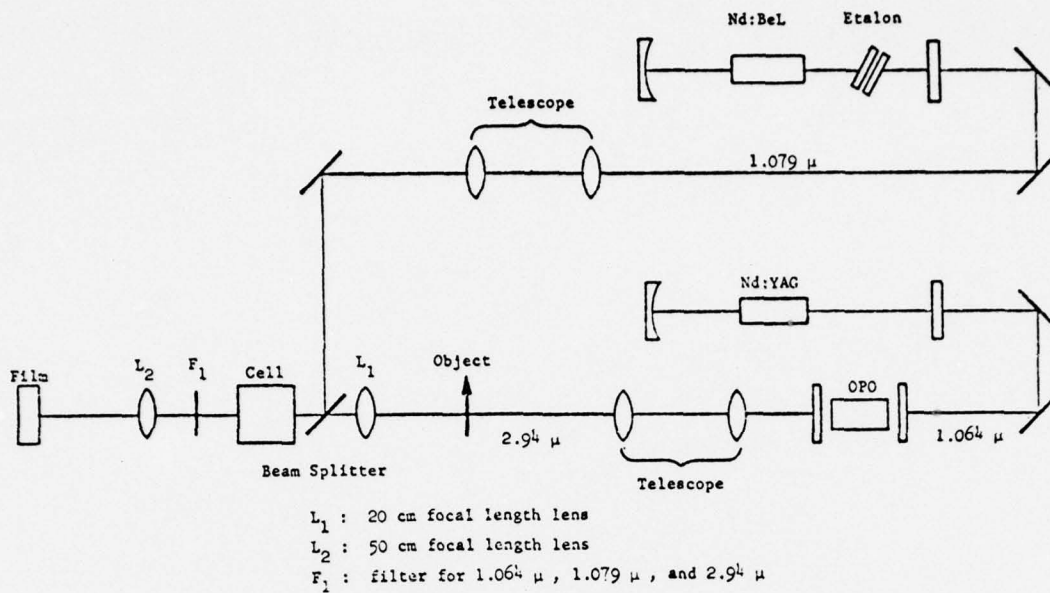 Nd:BeL Etalon
Telescope
1.079 μ
Nd:YAG
Film L2 F1 Cell L1 Object OPO
2.94 μ 1.064 μ
Beam Splitter Telescope
L1 : 20 cm focal length lens
L2 : 50 cm focal length lens
F1 : filter for 1.064 μ , 1.079 μ , and 2.94 μ